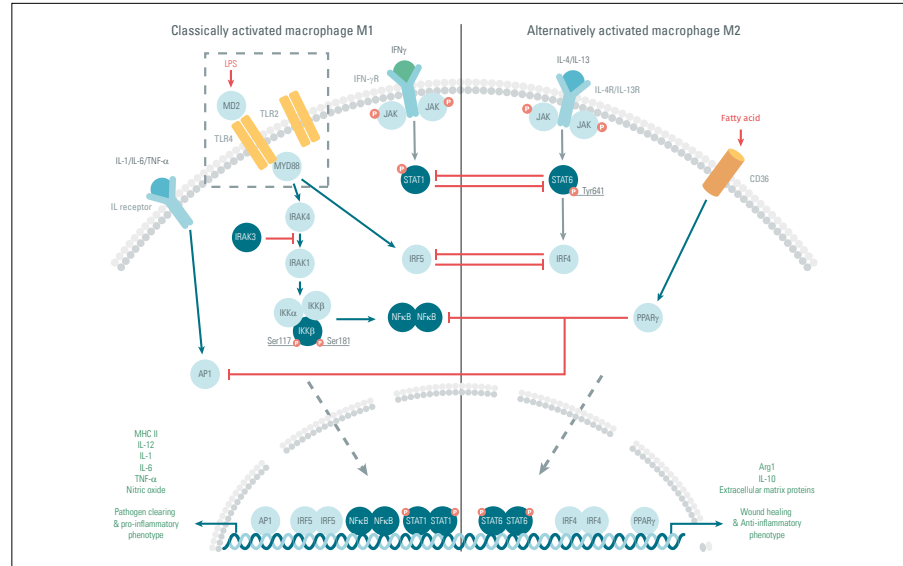 Classically activated macrophage M1
Alternatively activated macrophage M2
LPS
MD2
TLR2
TLR4
MYD88
IFNγ
IFN-γR
JAK
JAK
P
P
P
STAT1
IL-4/IL-13
IL-4R/IL-13R
JAK
JAK
P
P
STAT6
P
Tyr641
Fatty acid
CD36
IL-1/IL-6/TNF-α
IL receptor
IRAK4
IRAK3
IRAK1
IRF5
IRF4
IKKα
IKKβ
IKKβ
Ser117
P
P
Ser181
NFκB
NFκB
PPARγ
AP1
MHC II
IL-12
IL-1
IL-6
TNF-α
Nitric oxide
Pathogen clearing
& pro-inflammatory
phenotype
AP1
IRF5
IRF5
NFκB
NFκB
P
STAT1
STAT1
P
P
STAT6
STAT6
P
IRF4
IRF4
PPARγ
Arg1
IL-10
Extracellular matrix proteins
Wound healing
& Anti-inflammatory
phenotype